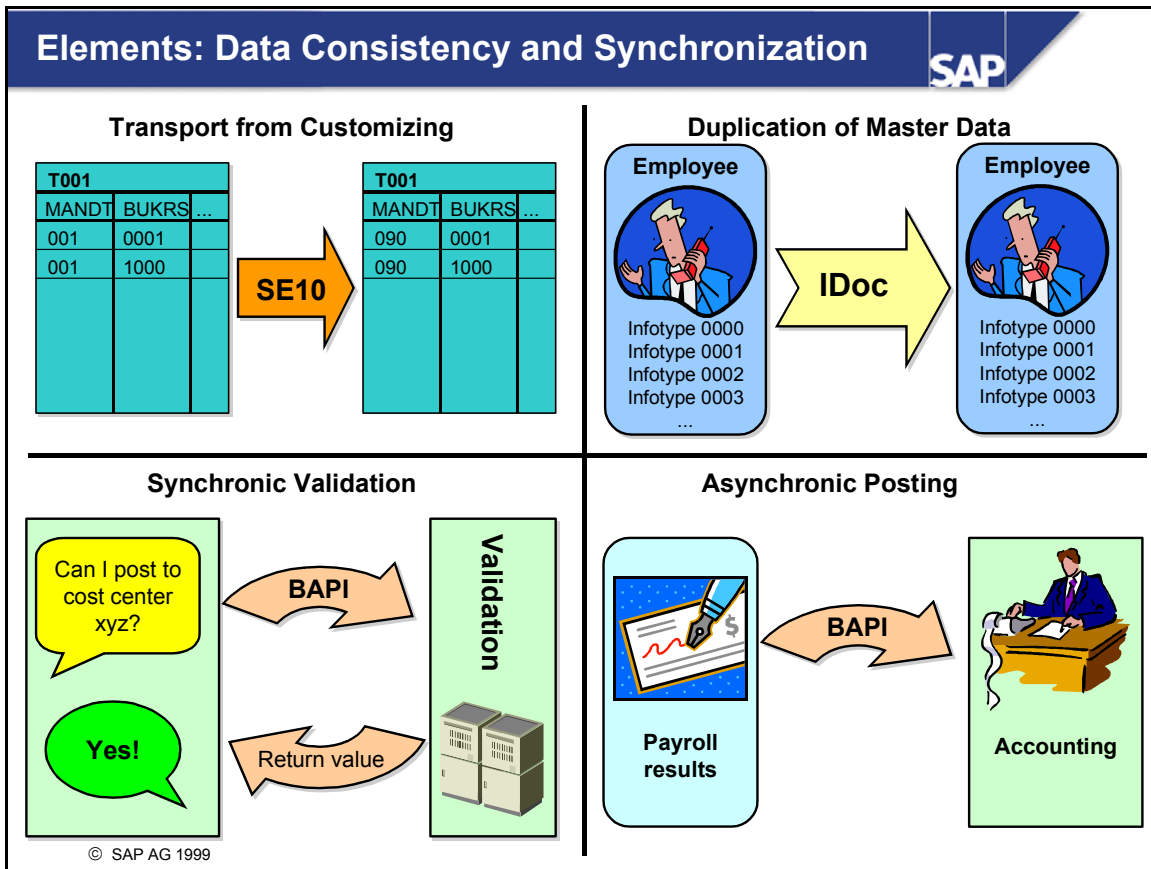 Elements: Data Consistency and Synchronization
SAP
Transport from Customizing
T001
MANDT BUKRS ...
001 0001
001 1000
SE10
T001
MANDT BUKRS ...
090 0001
090 1000
Duplication of Master Data
Employee
Infotype 0000
Infotype 0001
Infotype 0002
Infotype 0003
...
IDoc
Employee
Infotype 0000
Infotype 0001
Infotype 0002
Infotype 0003
...
Synchronic Validation
Can I post to
cost center
xyz?
BAPI
Validation
Yes!
Return value
Asynchronic Posting
$
Payroll
results
BAPI
Accounting
© SAP AG 1999